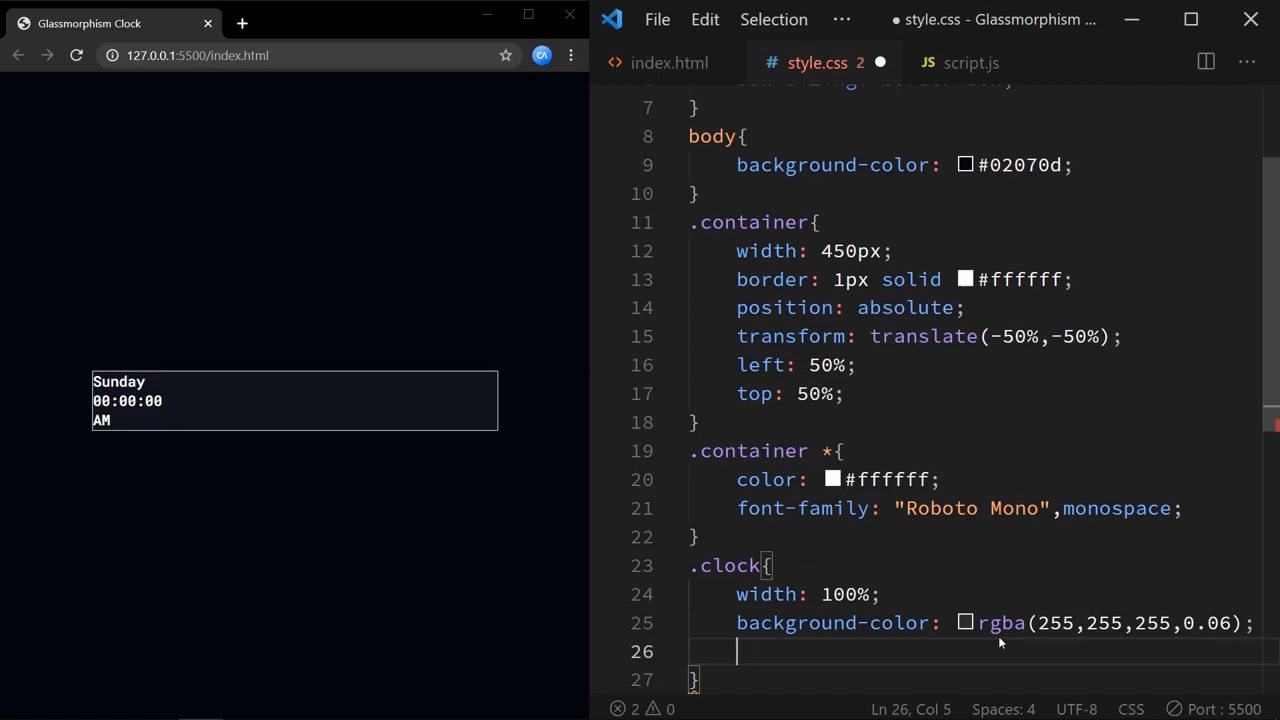 Glassmorphism Clock
127.0.0.1:5500/index.html
Sunday
00:00:00
AM
File Edit Selection ··· ● style.css - Glassmorphism ...
index.html # style.css 2 JS script.js
7 }
8 body{
9 background-color: #02070d;
10 }
11 .container{
12 width: 450px;
13 border: 1px solid #ffffff;
14 position: absolute;
15 transform: translate(-50%,-50%);
16 left: 50%;
17 top: 50%;
18 }
19 .container *{
20 color: #ffffff;
21 font-family: "Roboto Mono",monospace;
22 }
23 .clock{
24 width: 100%;
25 background-color: rgba(255,255,255,0.06);
26
27 }
2 0 Ln 26, Col 5 Spaces: 4 UTF-8 CSS Port : 5500